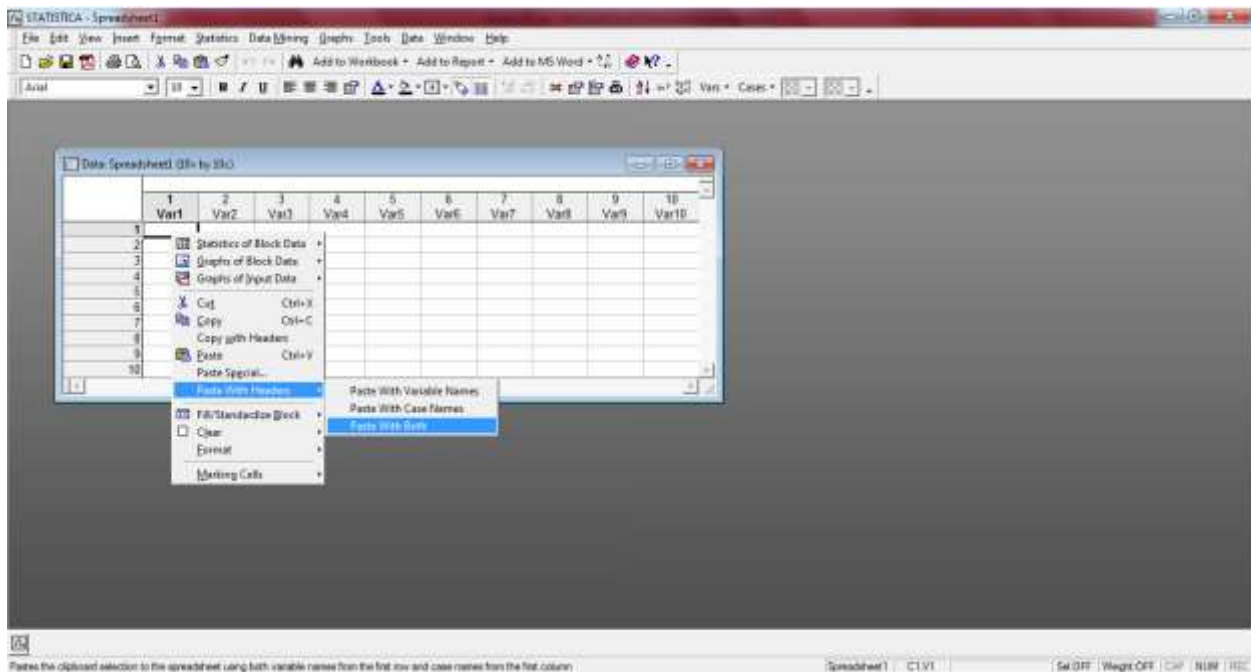 STATISTICA - Spreadsheet1
File Edit View Insert Format Statistics Data Mining Graphs Tools Data Window Help
Add to Workbook Add to Report Add to MS Word
Arial 10 B I U Vars Cases
Data: Spreadsheet1 (10v by 10c)
1 2 3 4 5 6 7 8 9 10
Var1 Var2 Var3 Var4 Var5 Var6 Var7 Var8 Var9 Var10
1
2 Statistics of Block Data
3 Graphs of Block Data
4 Graphs of Input Data
5
6 Cut Ctrl+X
7 Copy Ctrl+C
8 Copy with Headers
9 Paste Ctrl+V
10 Paste Special...
Paste With Headers Paste With Variable Names
Paste With Case Names
Fill/Standardize Block
Paste With Both
Clear
Format
Marking Cells
Pastes the clipboard selection to the spreadsheet using both variable names from the first row and case names from the first column
Spreadsheet1 C1,V1 Sel:OFF Weight:OFF CAP NUM REC